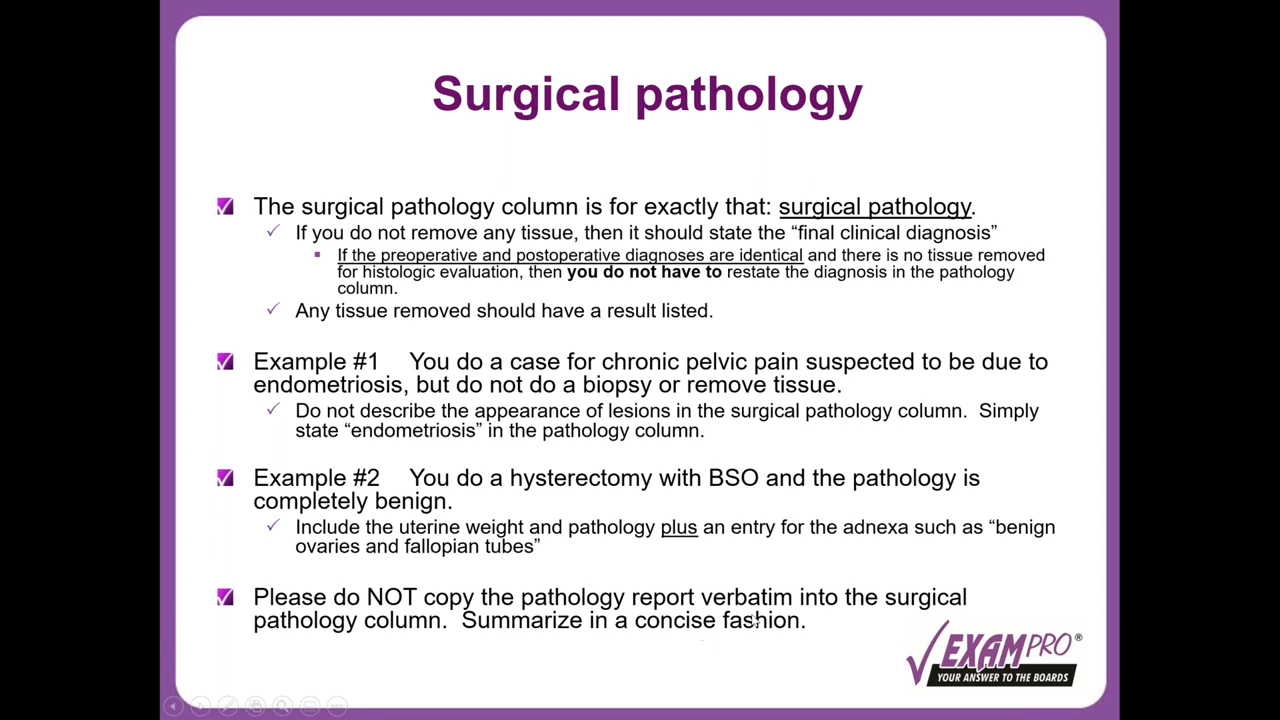 Surgical pathology
The surgical pathology column is for exactly that: surgical pathology.
If you do not remove any tissue, then it should state the “final clinical diagnosis”
If the preoperative and postoperative diagnoses are identical and there is no tissue removed
for histologic evaluation, then you do not have to restate the diagnosis in the pathology
column.
Any tissue removed should have a result listed.
Example #1 You do a case for chronic pelvic pain suspected to be due to
endometriosis, but do not do a biopsy or remove tissue.
Do not describe the appearance of lesions in the surgical pathology column. Simply
state “endometriosis” in the pathology column.
Example #2 You do a hysterectomy with BSO and the pathology is
completely benign.
Include the uterine weight and pathology plus an entry for the adnexa such as “benign
ovaries and fallopian tubes”
Please do NOT copy the pathology report verbatim into the surgical
pathology column. Summarize in a concise fashion.
EXAMPRO®
YOUR ANSWER TO THE BOARDS